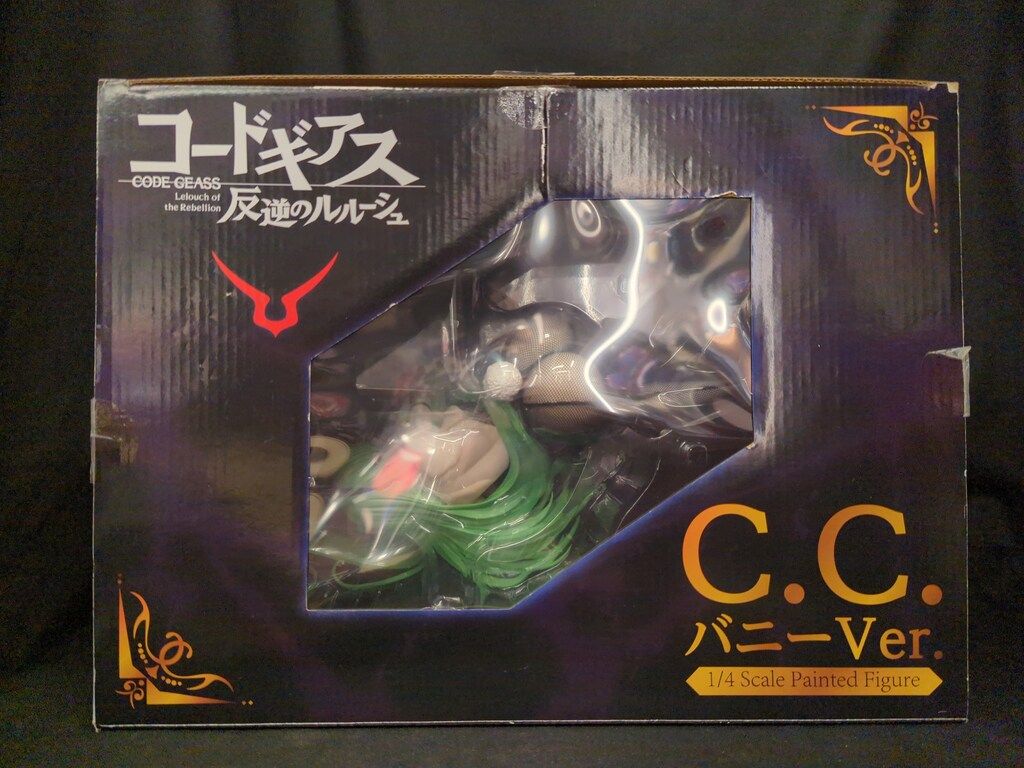 コードギアス
CODE GEASS
Lelouch of
the Rebellion
反逆のルルーシュ
C.C.
バニーVer.
1/4 Scale Painted Figure